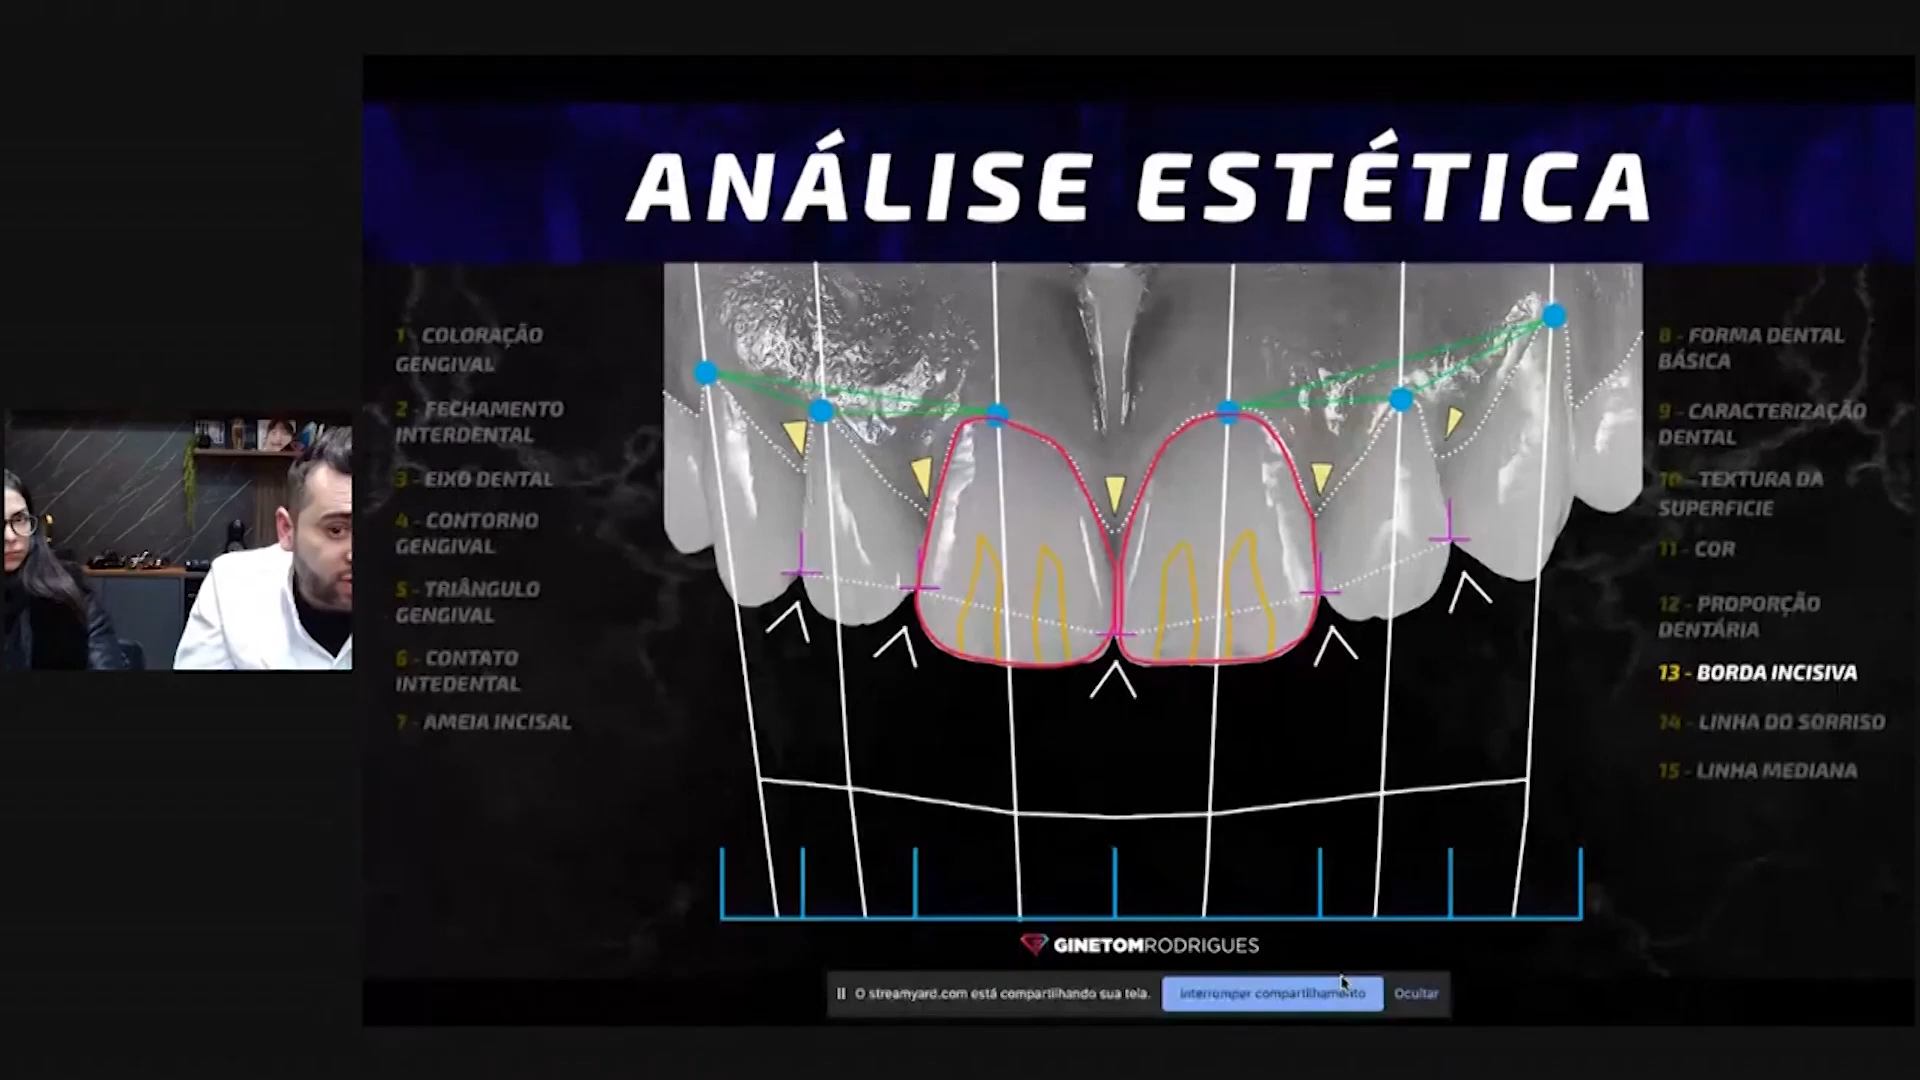 ANÁLISE ESTÉTICA
1 - COLORAÇÃO
GENGIVAL
2 - FECHAMENTO
INTERDENTAL
3 - EIXO DENTAL
4 - CONTORNO
GENGIVAL
5 - TRIÂNGULO
GENGIVAL
6 - CONTATO
INTEDENTAL
7 - AMEIA INCISAL
8 - FORMA DENTAL
BÁSICA
9 - CARACTERIZAÇÃO
DENTAL
10 - TEXTURA DA
SUPERFICIE
11 - COR
12 - PROPORÇÃO
DENTÁRIA
13 - BORDA INCISIVA
14 - LINHA DO SORRISO
15 - LINHA MEDIANA
GINETOMRODRIGUES
O streamyard.com está compartilhando sua tela.
Interromper compartilhamento
Ocultar